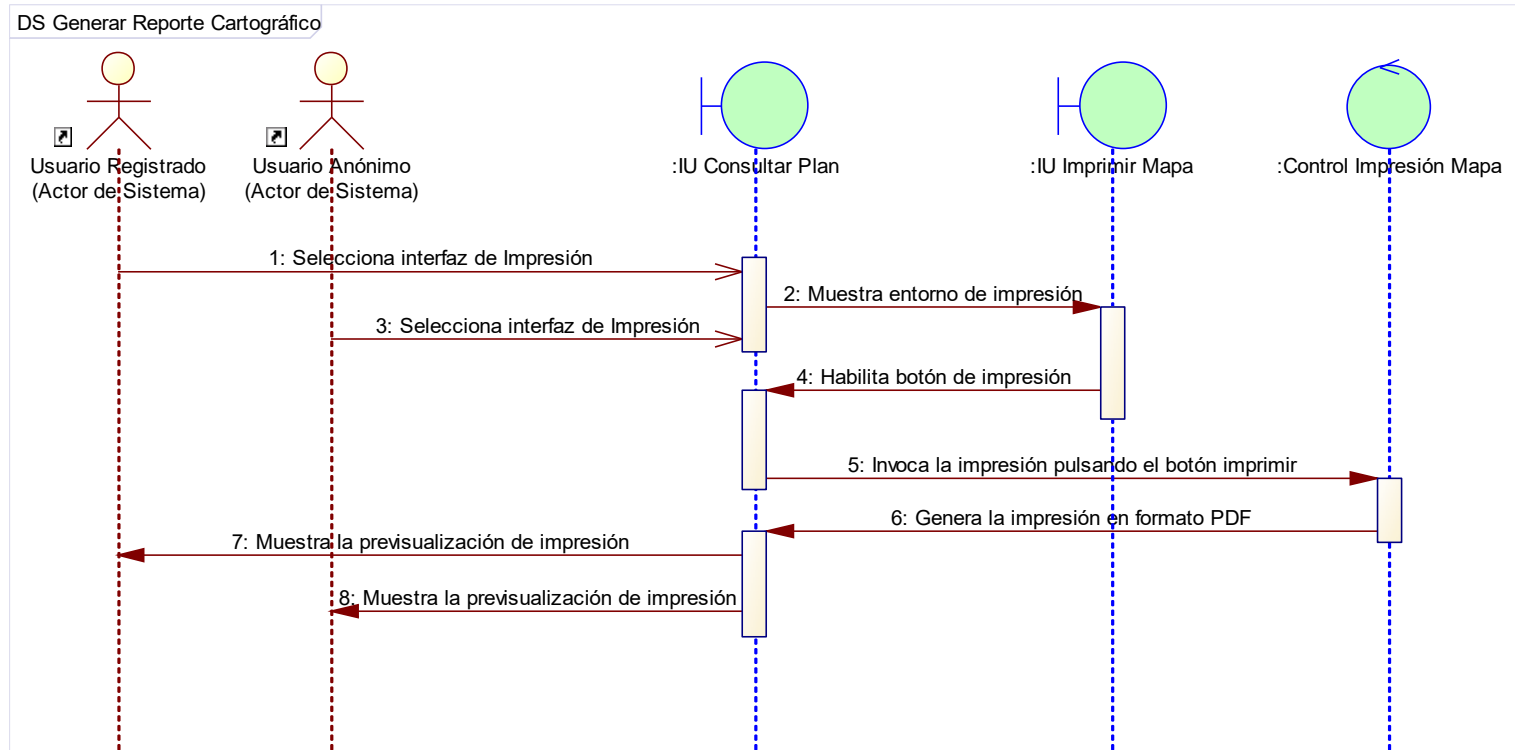 DS Generar Reporte Cartográfico
Usuario Registrado
(Actor de Sistema)
Usuario Anónimo
(Actor de Sistema)
:IU Consultar Plan
:IU Imprimir Mapa
:Control Impresión Mapa
1: Selecciona interfaz de Impresión
2: Muestra entorno de impresión
3: Selecciona interfaz de Impresión
4: Habilita botón de impresión
5: Invoca la impresión pulsando el botón imprimir
6: Genera la impresión en formato PDF
7: Muestra la previsualización de impresión
8: Muestra la previsualización de impresión